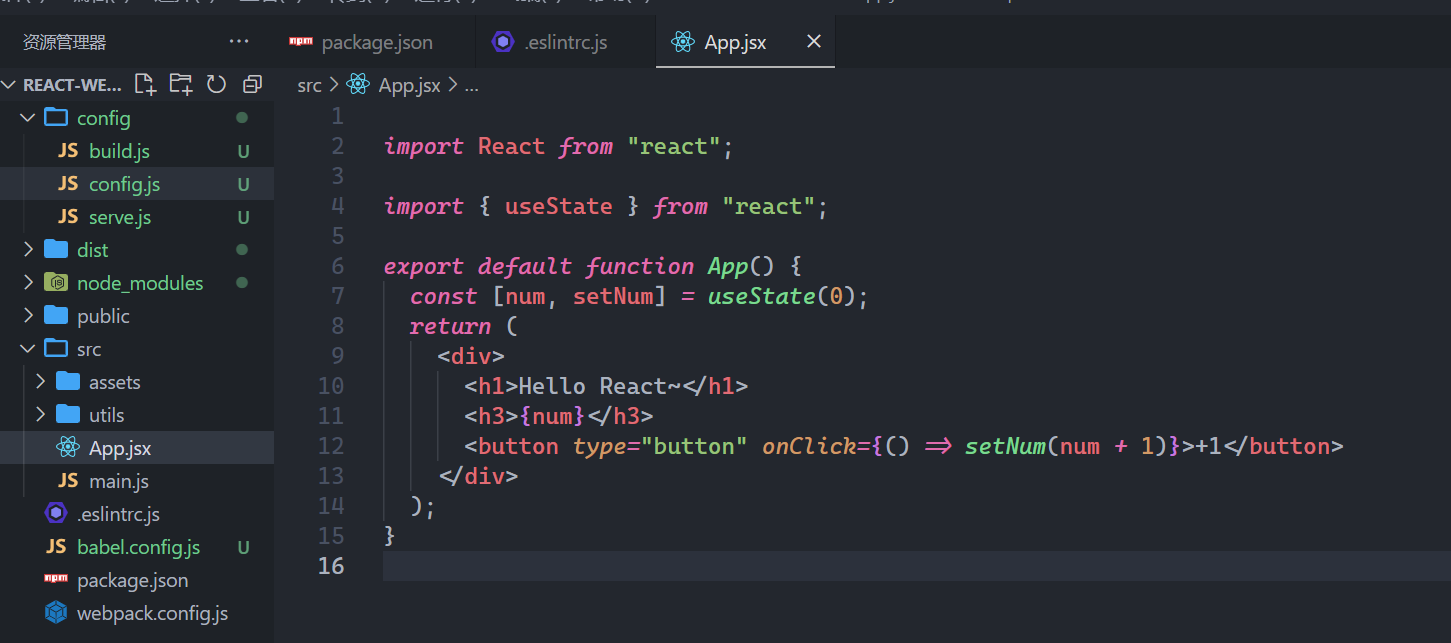 资源管理器
package.json
.eslintrc.js
App.jsx
REACT-WE...
src > App.jsx > ...
config
JS build.js U
JS config.js U
JS serve.js U
dist
node_modules
public
src
assets
utils
App.jsx
JS main.js
.eslintrc.js
JS babel.config.js U
package.json
webpack.config.js
1
2 import React from "react";
3
4 import { useState } from "react";
5
6 export default function App() {
7 const [num, setNum] = useState(0);
8 return (
9 <div>
10 <h1>Hello React~</h1>
11 <h3>{num}</h3>
12 <button type="button" onClick={() => setNum(num + 1)}>+1</button>
13 </div>
14 );
15 }
16